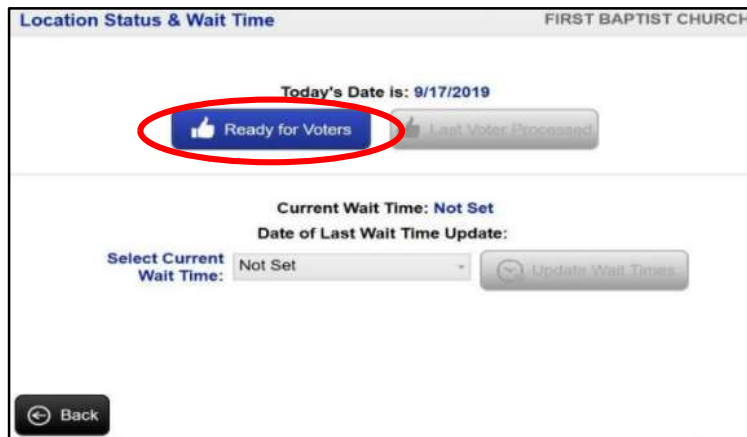 Location Status & Wait Time FIRST BAPTIST CHURCH
Today's Date is: 9/17/2019
Ready for Voters Last Voter Processed
Current Wait Time: Not Set
Date of Last Wait Time Update:
Select Current
Wait Time: Not Set Update Wait Times
Back